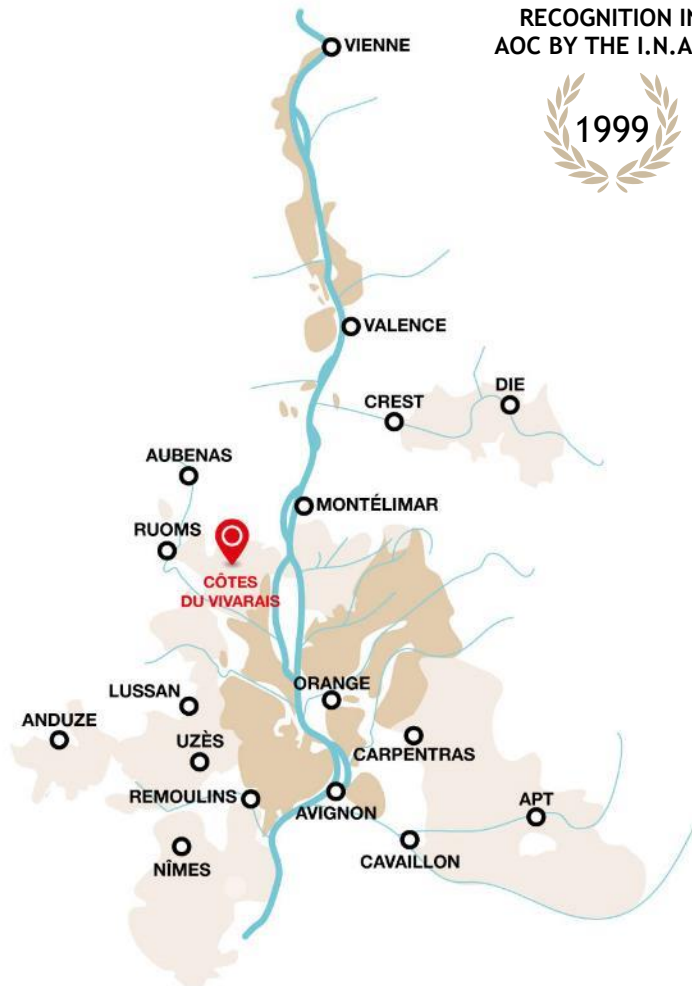 RECOGNITION IN
AOC BY THE I.N.A
1999
VIENNE
VALENCE
DIE
CREST
AUBENAS
MONTÉLIMAR
RUOMS
CÔTES
DU VIVARAIS
ORANGE
LUSSAN
ANDUZE
UZÈS
CARPENTRAS
REMOULINS
AVIGNON
APT
CAVAILLON
NÎMES